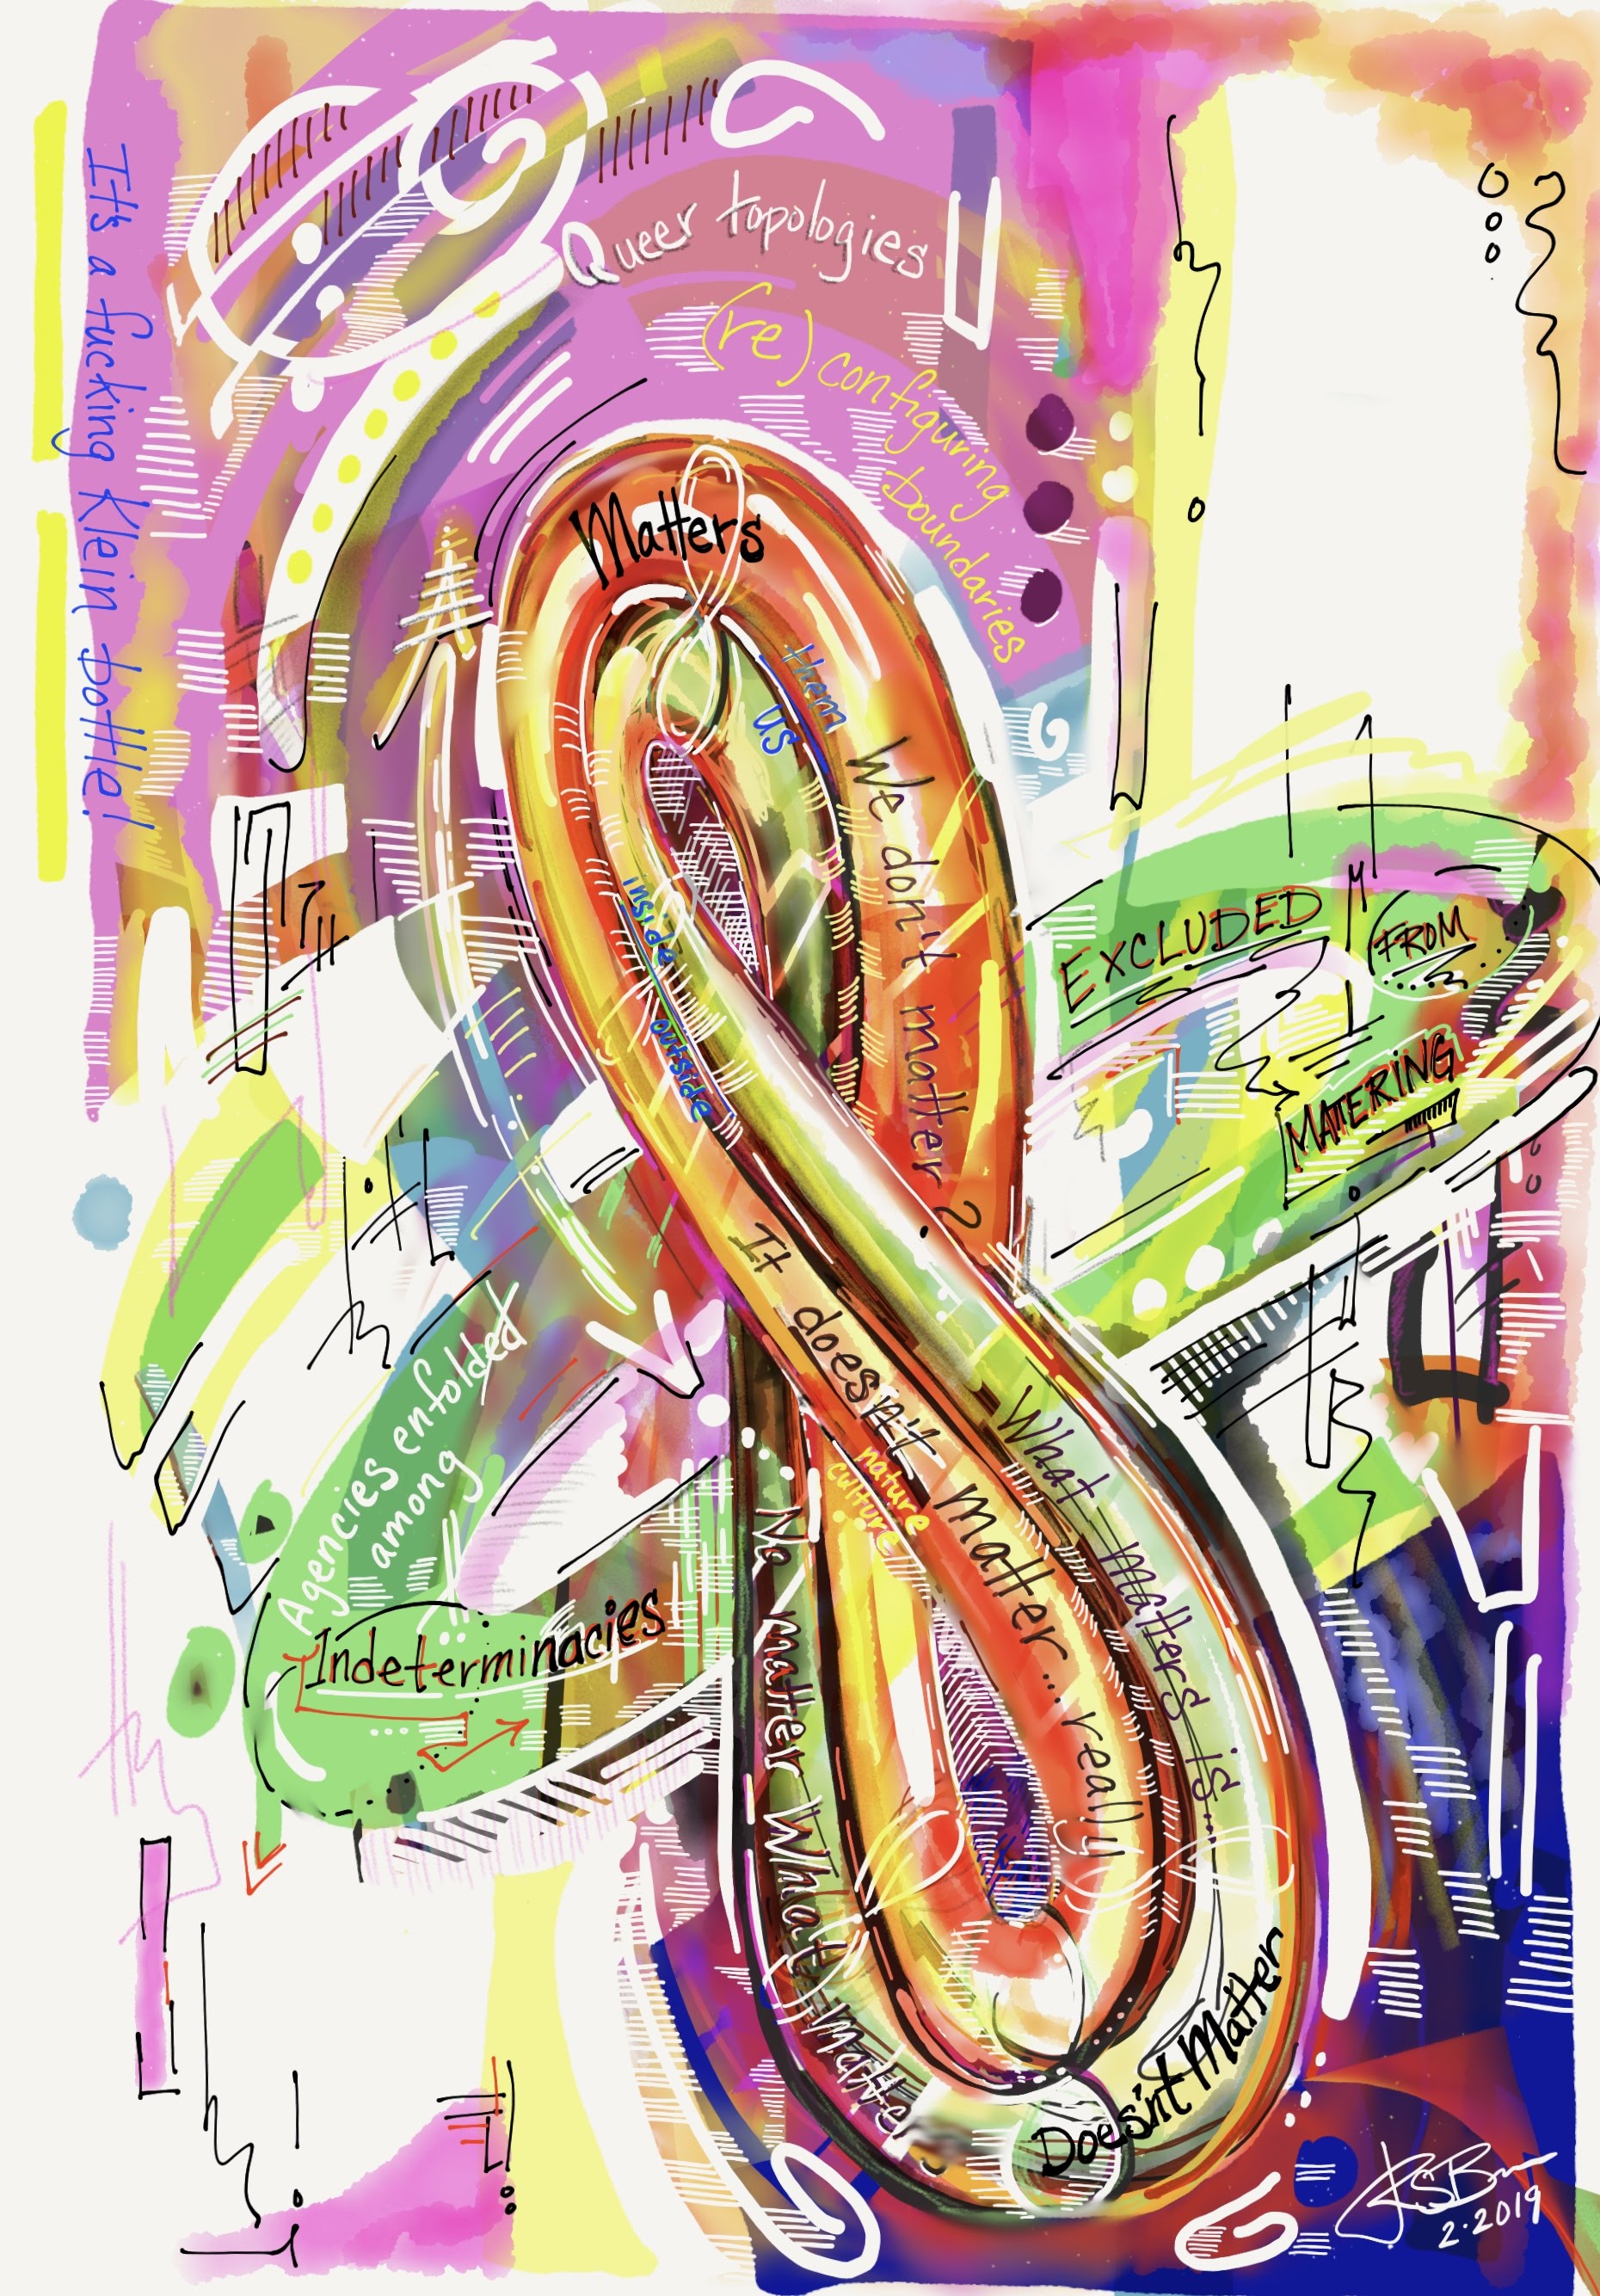 It's a fucking Klein bottle!
Queer topologies
(re)configuring
boundaries
Matters
them
us
We don't matter?
inside
outside
EXCLUDED
FROM
MATTERING
Agencies enfolded
among
Indeterminacies
It doesn't matter... really
nature
culture
What matters is....
No matter What matters
Doesn't Matter
2.2019